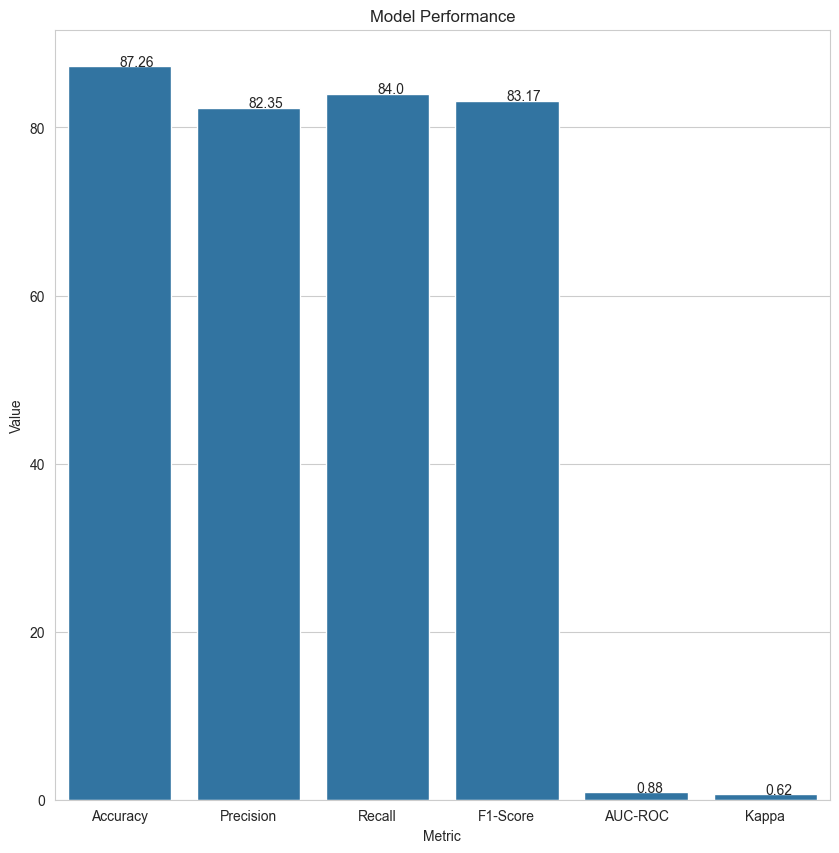 Model Performance
87.26
82.35
84.0
83.17
0.88
0.62
80
60
40
20
0
Value
Accuracy Precision Recall F1-Score AUC-ROC Kappa
Metric